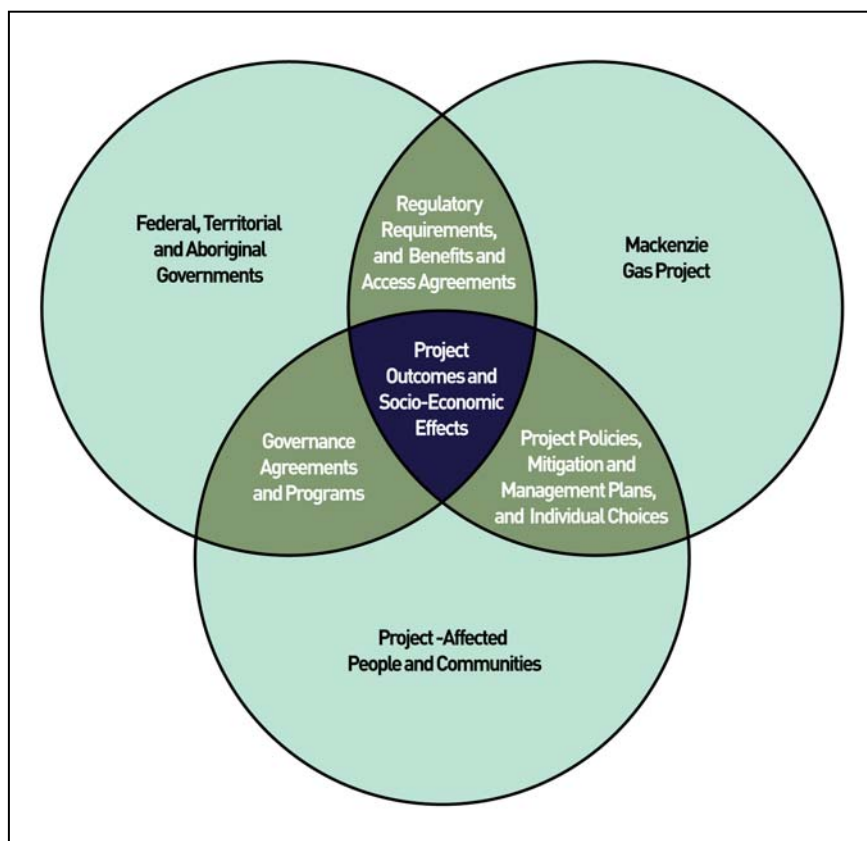 Federal, Territorial
and Aboriginal
Governments
Regulatory
Requirements,
and Benefits and
Access Agreements
Mackenzie
Gas Project
Project
Outcomes and
Socio-Economic
Effects
Governance
Agreements
and Programs
Project Policies,
Mitigation and
Management Plans,
and Individual Choices
Project -Affected
People and Communities